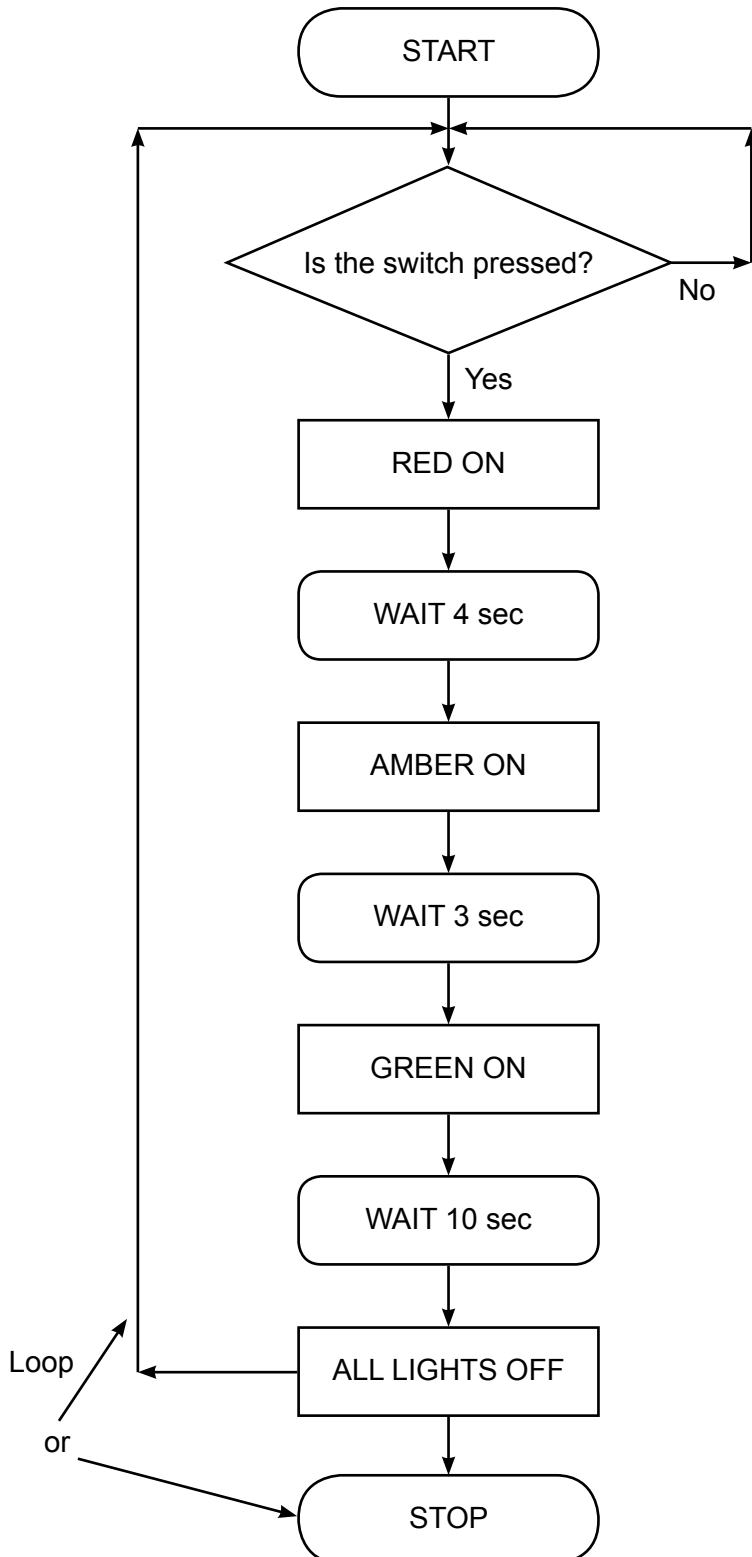 START
Is the switch pressed?
No
Yes
RED ON
WAIT 4 sec
AMBER ON
WAIT 3 sec
GREEN ON
WAIT 10 sec
ALL LIGHTS OFF
Loop
or
STOP